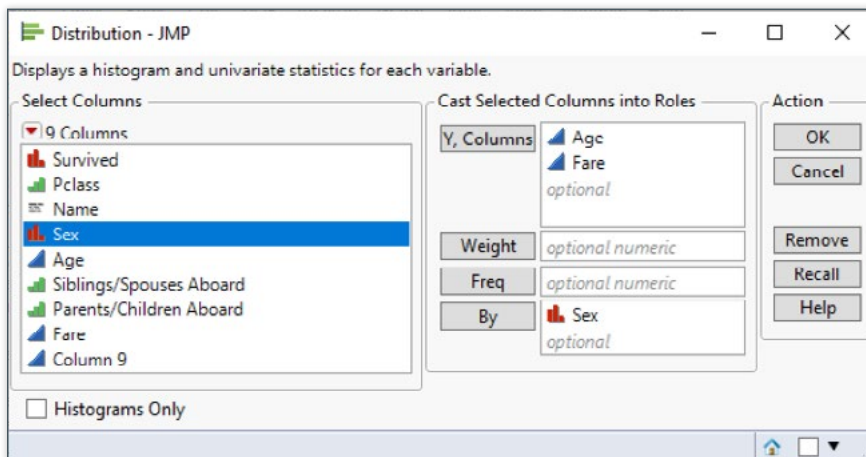 Distribution - JMP
Displays a histogram and univariate statistics for each variable.
Select Columns
9 Columns
Survived
Pclass
Name
Sex
Age
Siblings/Spouses Aboard
Parents/Children Aboard
Fare
Column 9
Histograms Only
Cast Selected Columns into Roles
Y, Columns
Age
Fare
optional
Weight
optional numeric
Freq
optional numeric
By
Sex
optional
Action
OK
Cancel
Remove
Recall
Help